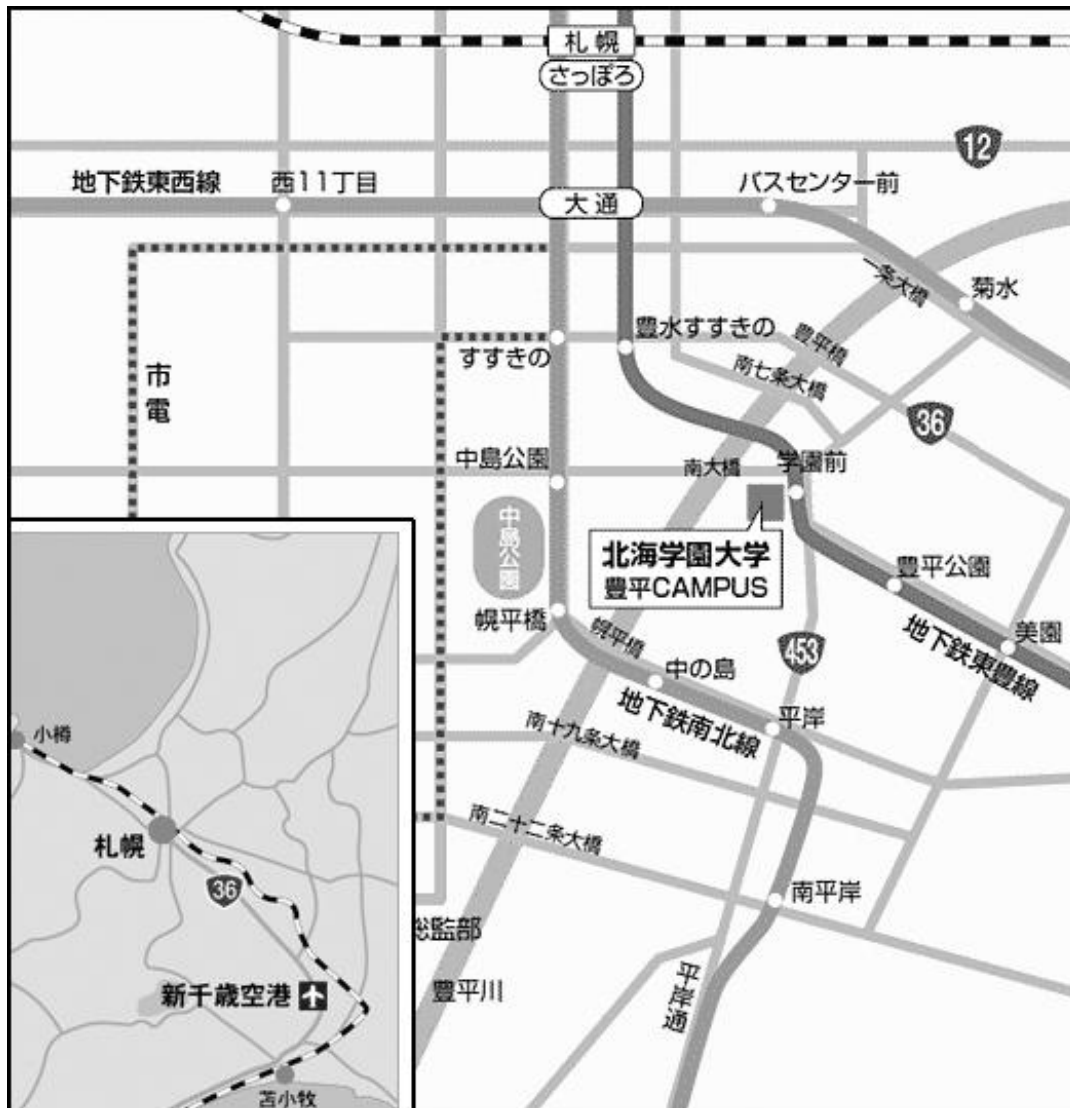 札幌
さっぽろ
12
地下鉄東西線
西11丁目
大通
バスセンター前
一条大橋
菊水
すすきの
豊水すすきの
豊平橋
南七条大橋
市電
36
中島公園
南大橋
学園前
中島公園
北海学園大学
豊平CAMPUS
豊平公園
幌平橋
幌平橋
美園
地下鉄東豊線
453
中の島
地下鉄南北線
平岸
南十九条大橋
南二十二条大橋
南平岸
総監部
豊平川
平岸通
小樽
札幌
36
新千歳空港
苫小牧